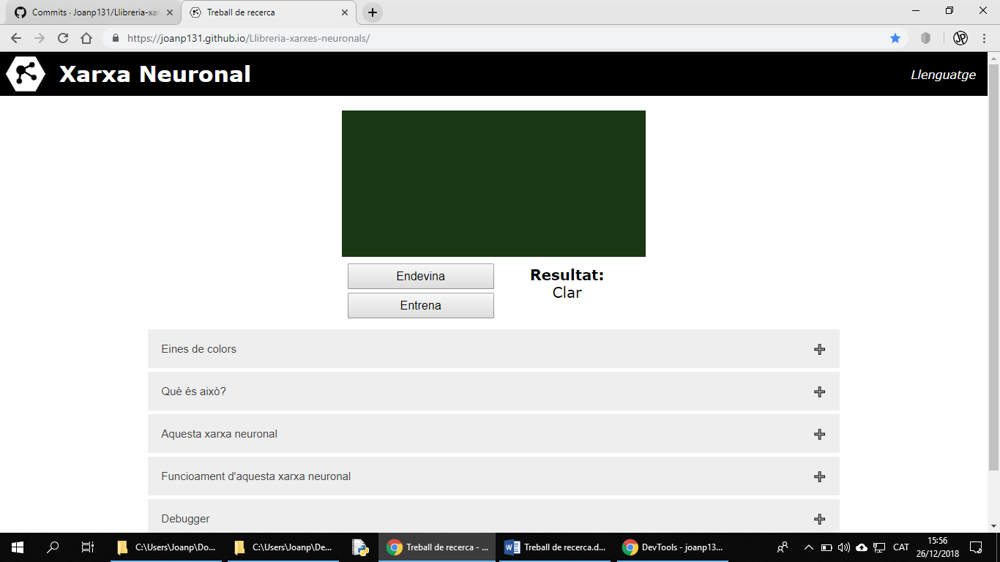 Commits · Joanp131/Llibreria-xar
Treball de recerca
https://joanp131.github.io/Llibreria-xarxes-neuronals/
JP
Xarxa Neuronal
Llenguatge
Endevina
Entrena
Resultat:
Clar
Eines de colors
Què és això?
Aquesta xarxa neuronal
Funcioament d'aquesta xarxa neuronal
Debugger
C:\Users\Joanp\Do...
C:\Users\Joanp\De...
Treball de recerca - ...
Treball de recerca.d...
DevTools - joanp13...
CAT
15:56
26/12/2018